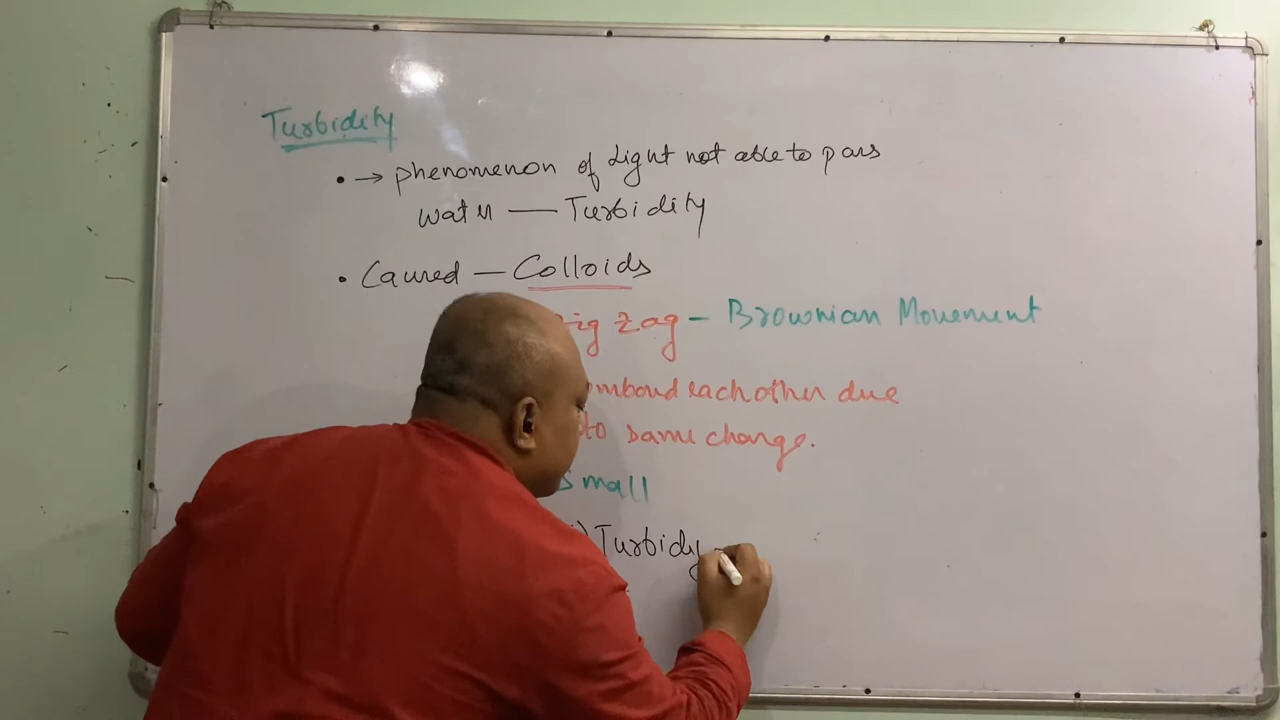 Turbidity
• → phenomenon of light not able to pass
water — Turbidity
• Caused — Colloids
Zig Zag - Brownian Movement
each other due
to same charge.
small
i) Turbidy -